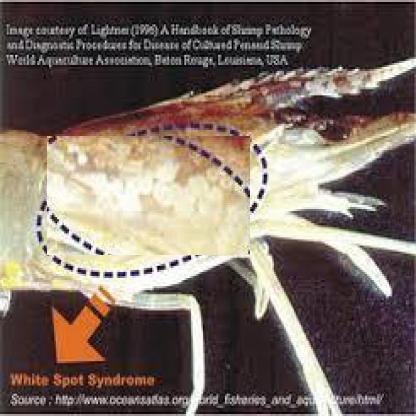 Image courtesy of Lightner (1996) A Handbook of Shrimp Pathology
and Diagnostic Procedures for Disease of Cultured Penaeid Shrimp.
World Aquaculture Association, Baton Rouge, Louisiana, USA
White Spot Syndrome
Source : http://www.oceansatlas.org/world_fisheries_and_aquaculture/html/